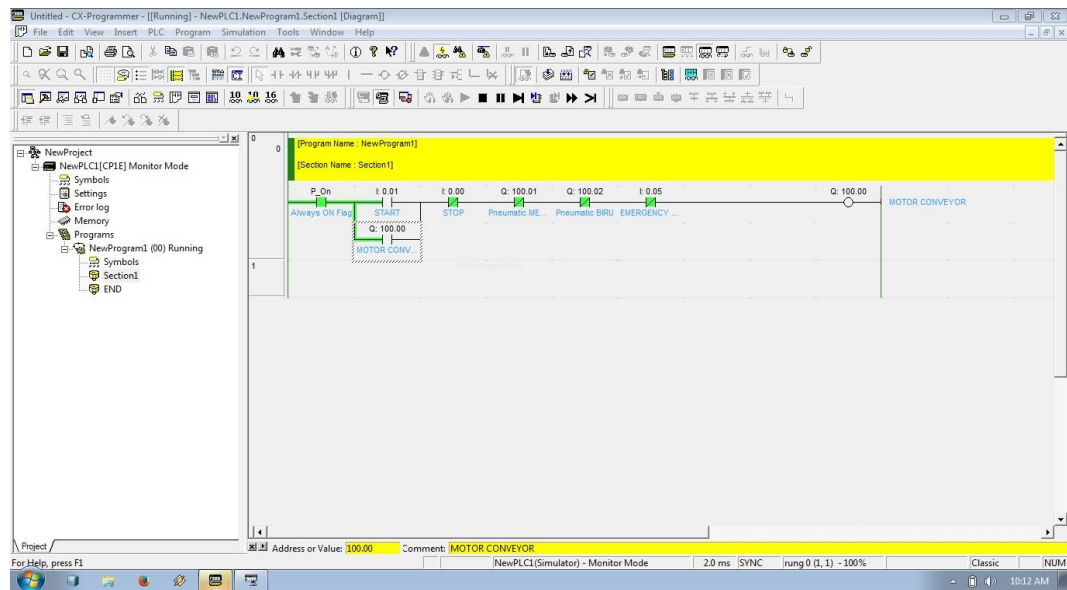 Untitled - CX-Programmer - [[Running] - NewPLC1.NewProgram1.Section1 [Diagram]]
File Edit View Insert PLC Program Simulation Tools Window Help
10 10 16
NewProject
NewPLC1[CP1E] Monitor Mode
Symbols
Settings
Error log
Memory
Programs
NewProgram1 (00) Running
Symbols
Section1
END
Project
0
0
[Program Name : NewProgram1]
[Section Name : Section1]
P_On I: 0.01 I: 0.00 Q: 100.01 Q: 100.02 I: 0.05 Q: 100.00
Always ON Flag START STOP Pneumatic ME... Pneumatic BIRU EMERGENCY ... MOTOR CONVEYOR
Q: 100.00
MOTOR CONV...
1
Address or Value: 100.00 Comment: MOTOR CONVEYOR
For Help, press F1 NewPLC1(Simulator) - Monitor Mode 2.0 ms SYNC rung 0 (1, 1) - 100% Classic NUM
10:12 AM